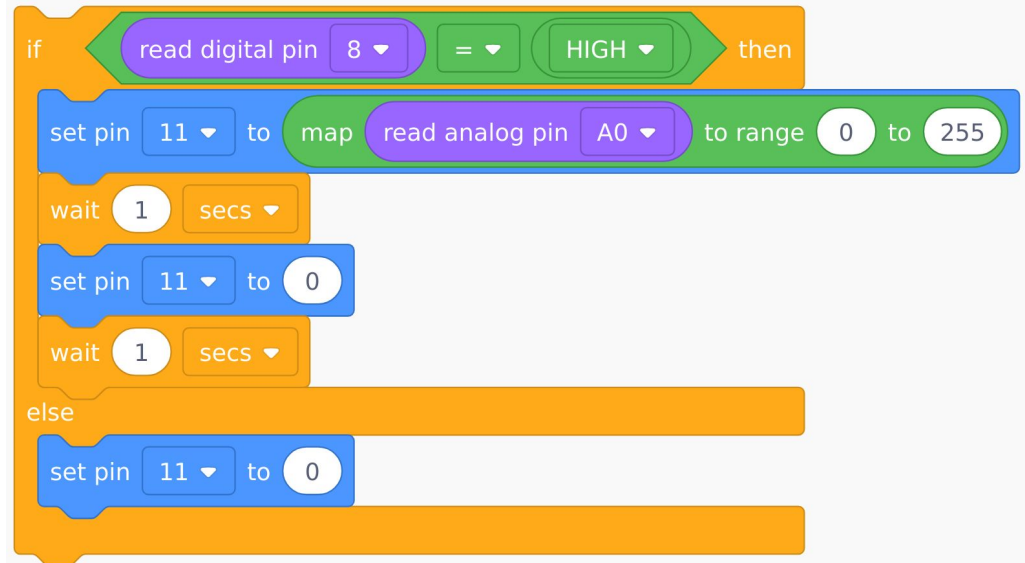 if read digital pin 8 = HIGH then
set pin 11 to map read analog pin A0 to range 0 to 255
wait 1 secs
set pin 11 to 0
wait 1 secs
else
set pin 11 to 0